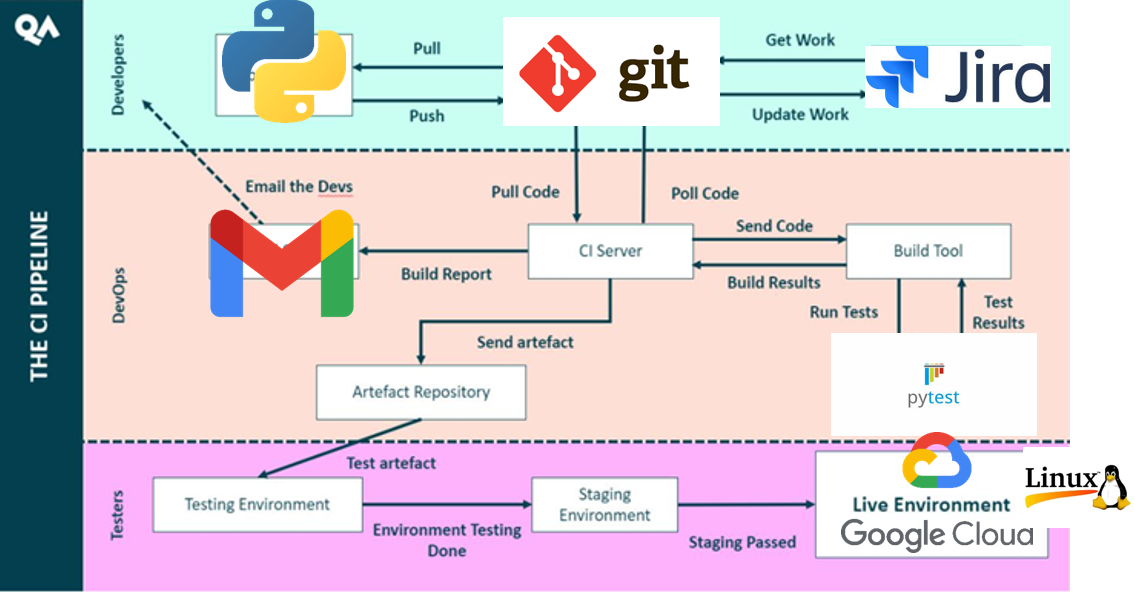 QA
THE CI PIPELINE
Developers
Pull
Push
git
Get Work
Update Work
Jira
DevOps
Email the Devs
Pull Code
Poll Code
CI Server
Send Code
Build Results
Build Tool
Build Report
Run Tests
Test
Results
Send artefact
pytest
Artefact Repository
Testers
Test artefact
Testing Environment
Environment Testing
Done
Staging
Environment
Staging Passed
Live Environment
Google Cloud
Linux